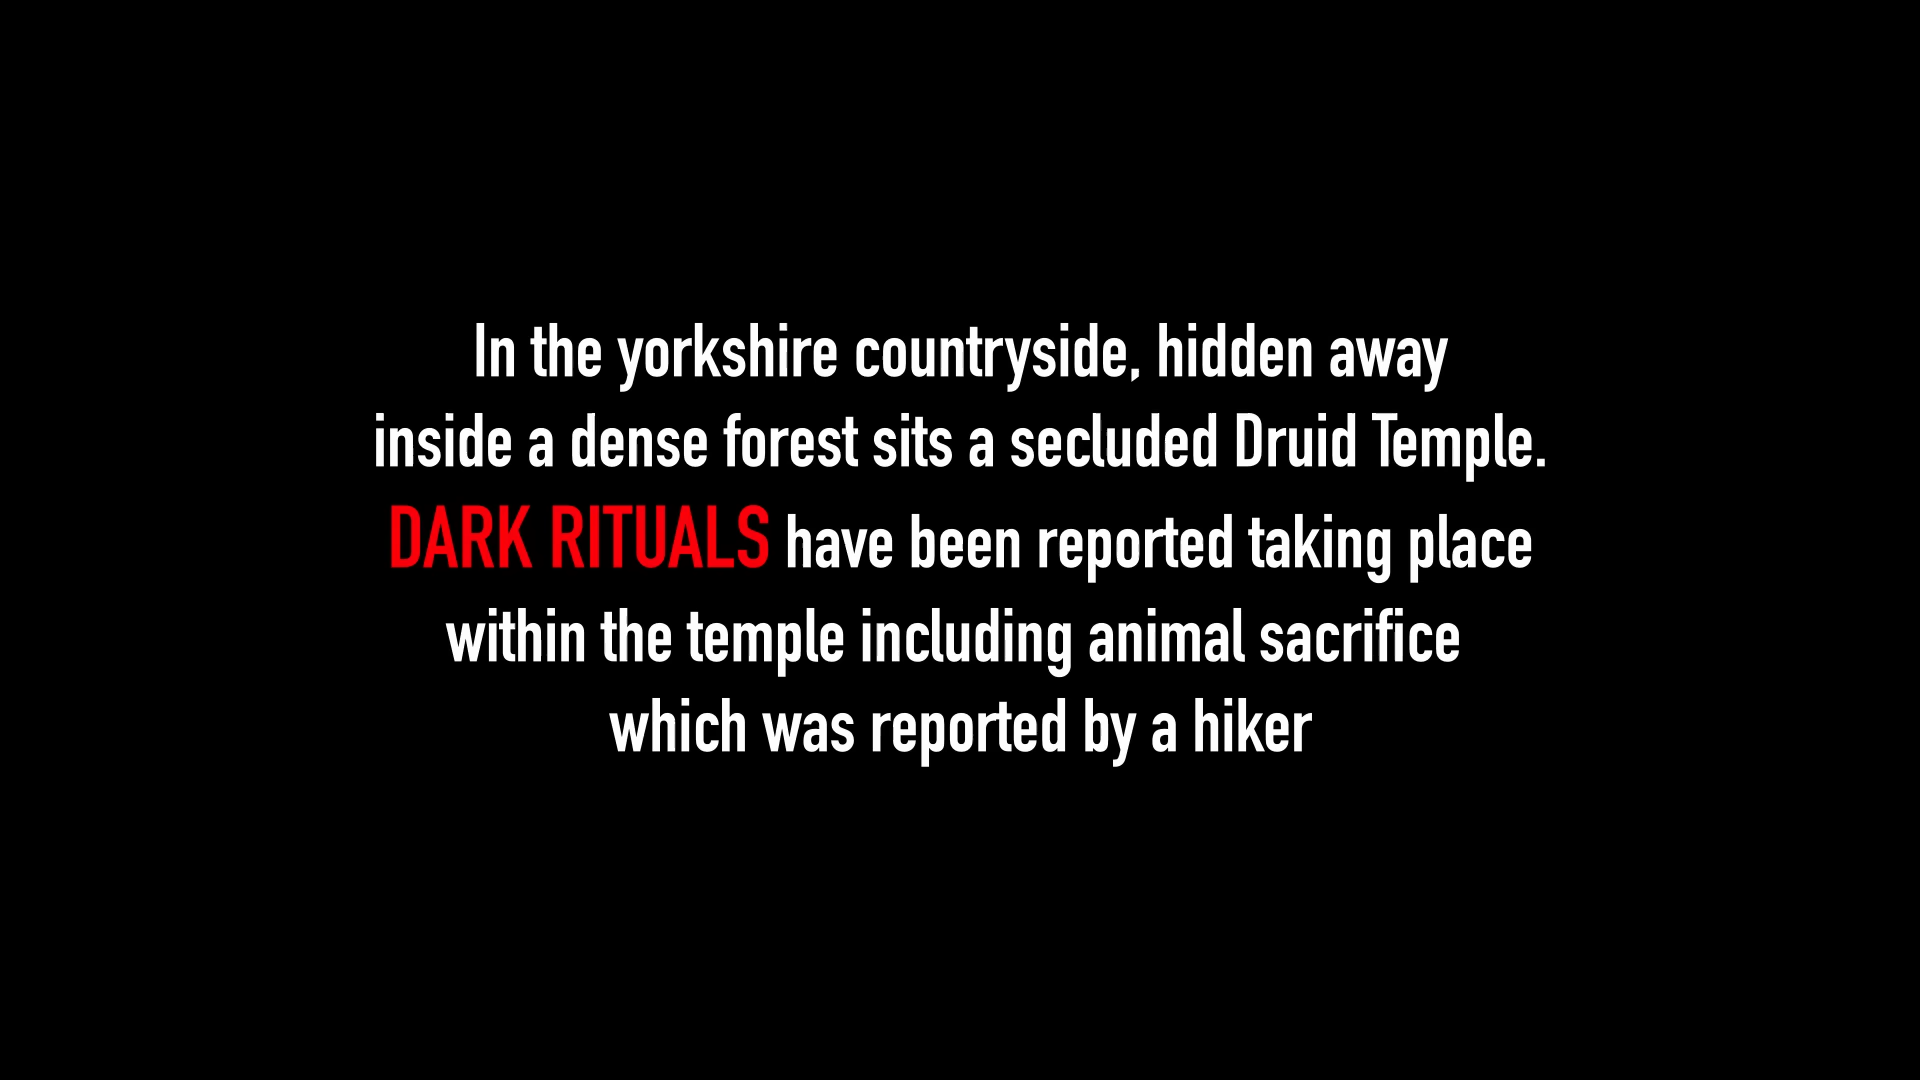 In the yorkshire countryside, hidden away
inside a dense forest sits a secluded Druid Temple.
DARK RITUALS have been reported taking place
within the temple including animal sacrifice
which was reported by a hiker